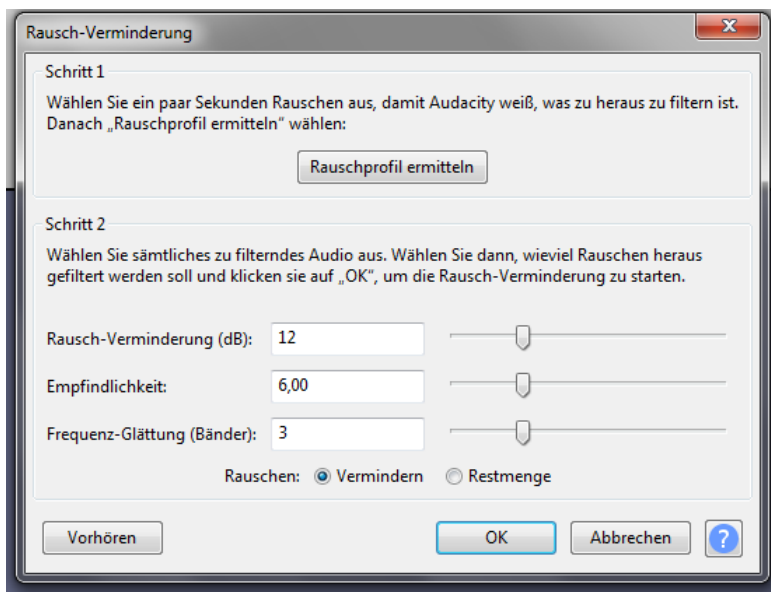 Rausch-Verminderung
Schritt 1
Wählen Sie ein paar Sekunden Rauschen aus, damit Audacity weiß, was zu heraus zu filtern ist.
Danach „Rauschprofil ermitteln“ wählen:
Rauschprofil ermitteln
Schritt 2
Wählen Sie sämtliches zu filterndes Audio aus. Wählen Sie dann, wieviel Rauschen heraus
gefiltert werden soll und klicken sie auf „OK“, um die Rausch-Verminderung zu starten.
Rausch-Verminderung (dB): 12
Empfindlichkeit: 6,00
Frequenz-Glättung (Bänder): 3
Rauschen: Vermindern Restmenge
Vorhören OK Abbrechen ?